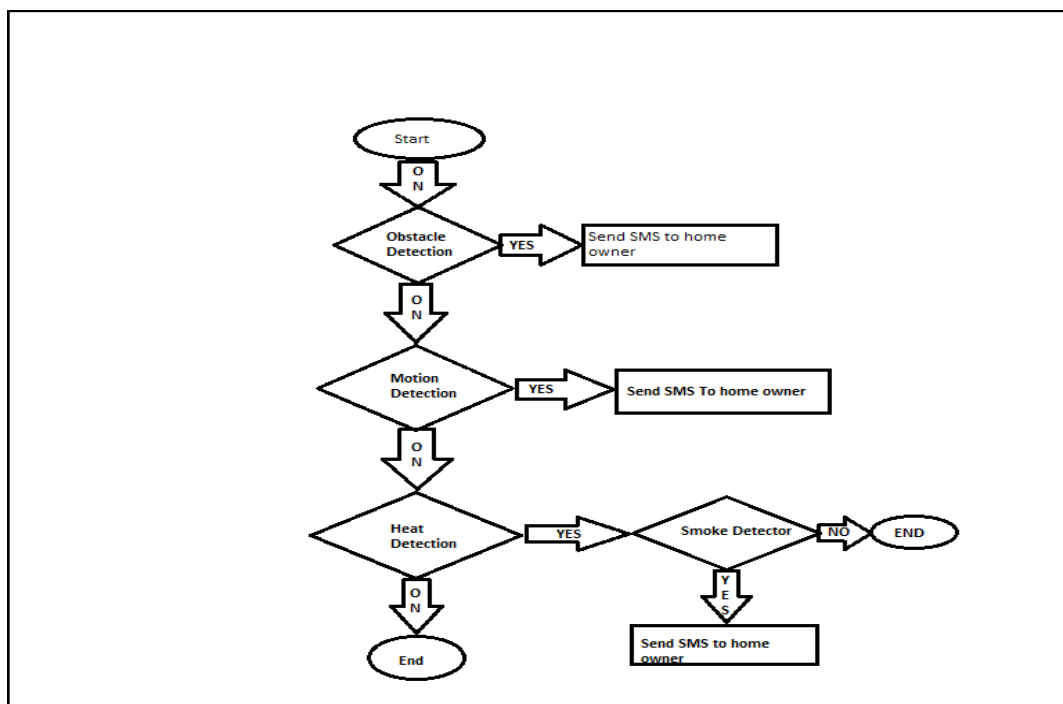 Start
O
N
Obstacle
Detection
YES
Send SMS to home
owner
O
N
Motion
Detection
YES
Send SMS To home owner
O
N
Heat
Detection
YES
Smoke Detector
NO
END
O
N
Y
E
S
End
Send SMS to home
owner